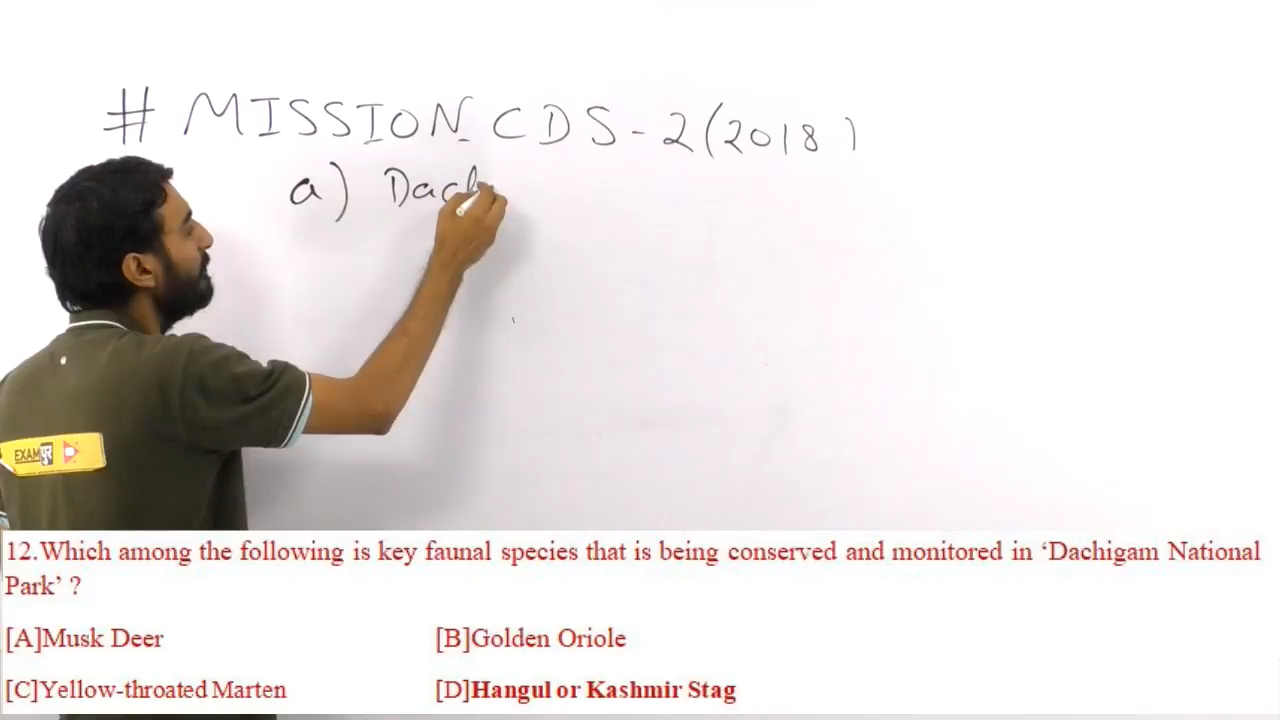 # MISSION CDS-2(2018)
a) Dach
EXAMपुर
12.Which among the following is key faunal species that is being conserved and monitored in ‘Dachigam National
Park’ ?
[A]Musk Deer [B]Golden Oriole
[C]Yellow-throated Marten [D]Hangul or Kashmir Stag